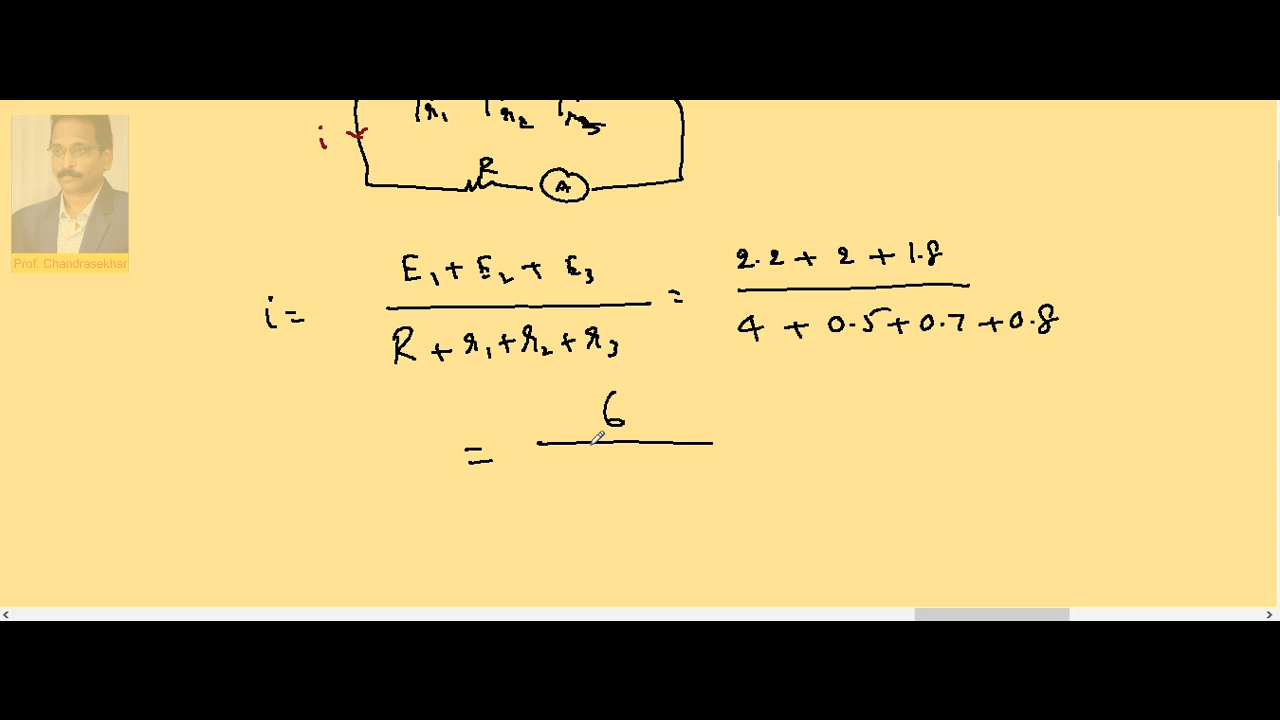 r₁ r₂ r₃
i
R A
Prof. Chandrasekhar
i = E₁ + E₂ + E₃ / R + r₁ + r₂ + r₃ = 2.2 + 2 + 1.8 / 4 + 0.5 + 0.7 + 0.8
= 6